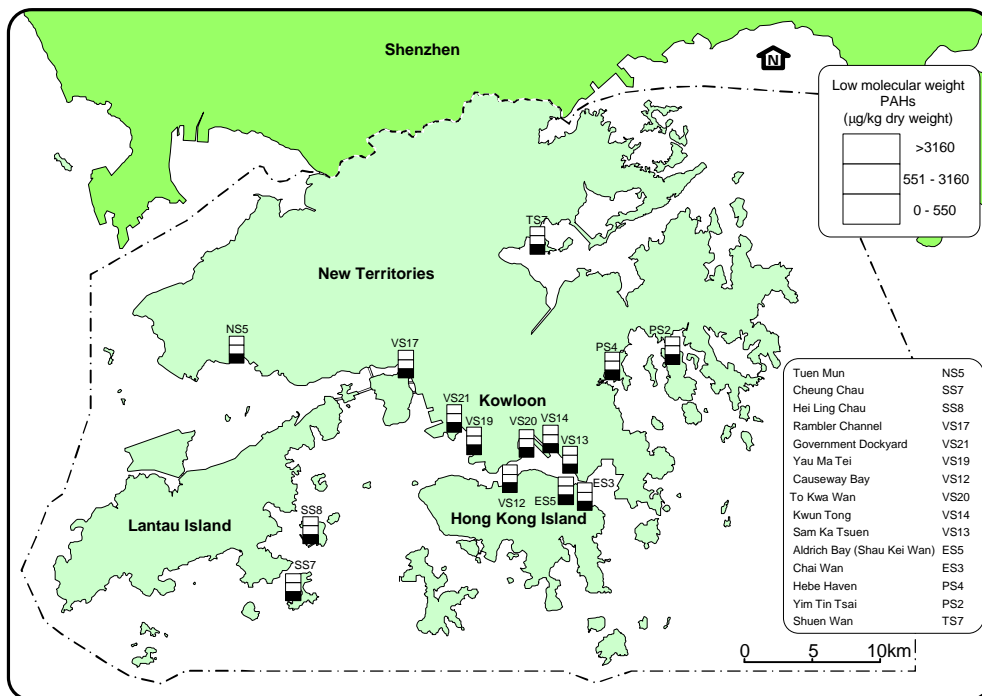 Shenzhen
N
Low molecular weight
PAHs
(µg/kg dry weight)
>3160
551 - 3160
0 - 550
TS7
New Territories
NS5
VS17
PS4
PS2
Kowloon
VS21
VS19
VS20
VS14
VS13
VS12
ES5
ES3
Hong Kong Island
Lantau Island
SS8
SS7
Tuen Mun NS5
Cheung Chau SS7
Hei Ling Chau SS8
Rambler Channel VS17
Government Dockyard VS21
Yau Ma Tei VS19
Causeway Bay VS12
To Kwa Wan VS20
Kwun Tong VS14
Sam Ka Tsuen VS13
Aldrich Bay (Shau Kei Wan) ES5
Chai Wan ES3
Hebe Haven PS4
Yim Tin Tsai PS2
Shuen Wan TS7
0 5 10km